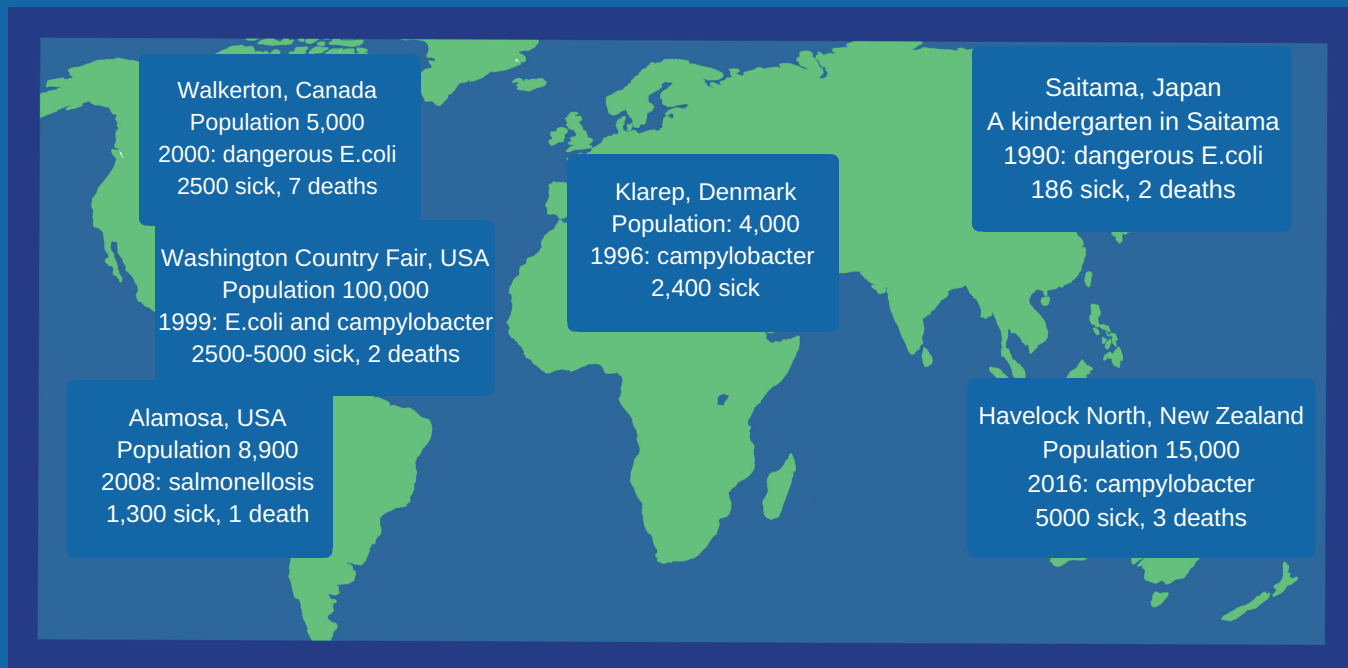 Walkerton, Canada
Population 5,000
2000: dangerous E.coli
2500 sick, 7 deaths
Washington Country Fair, USA
Population 100,000
1999: E.coli and campylobacter
2500-5000 sick, 2 deaths
Alamosa, USA
Population 8,900
2008: salmonellosis
1,300 sick, 1 death
Klarep, Denmark
Population: 4,000
1996: campylobacter
2,400 sick
Saitama, Japan
A kindergarten in Saitama
1990: dangerous E.coli
186 sick, 2 deaths
Havelock North, New Zealand
Population 15,000
2016: campylobacter
5000 sick, 3 deaths